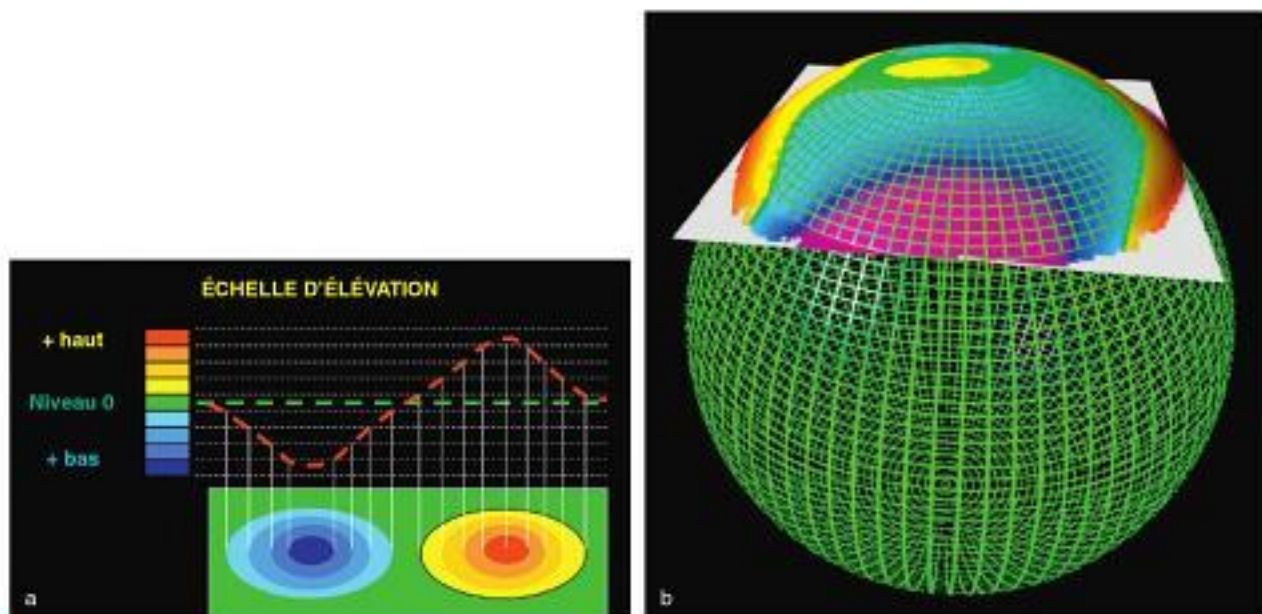 ÉCHELLE D'ÉLÉVATION
+ haut
Niveau 0
+ bas
a
b